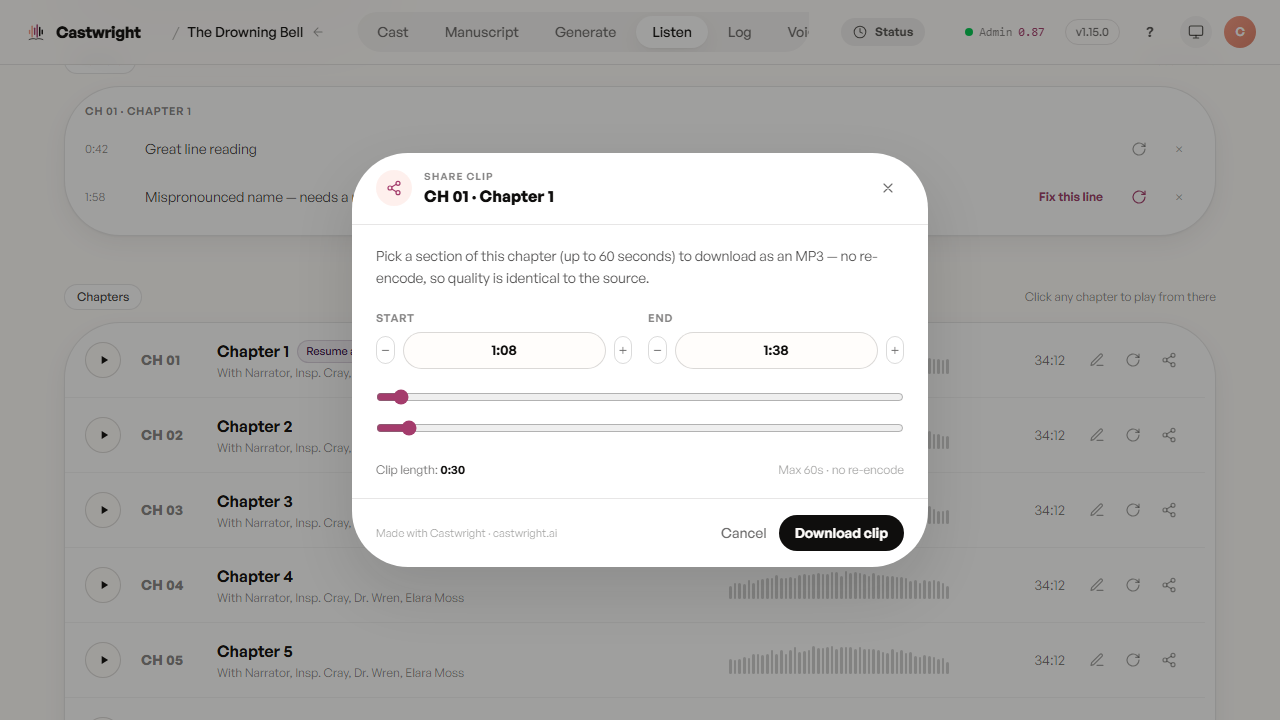 Castwright
/ The Drowning Bell ←
Cast
Manuscript
Generate
Listen
Log
Status
Admin 0.87
v1.15.0
?
C
CH 01 · CHAPTER 1
0:42
Great line reading
×
1:58
Mispronounced name — needs a
Fix this line
×
SHARE CLIP
CH 01 · Chapter 1
Pick a section of this chapter (up to 60 seconds) to download as an MP3 — no re-
encode, so quality is identical to the source.
START
END
−
1:08
+
−
1:38
+
Clip length: 0:30
Max 60s · no re-encode
Made with Castwright · castwright.ai
Cancel
Download clip
Chapters
Click any chapter to play from there
CH 01
Chapter 1
Resume
With Narrator, Insp. Cray,
34:12
CH 02
Chapter 2
With Narrator, Insp. Cray,
34:12
CH 03
Chapter 3
With Narrator, Insp. Cray,
34:12
CH 04
Chapter 4
With Narrator, Insp. Cray, Dr. Wren, Elara Moss
34:12
CH 05
Chapter 5
With Narrator, Insp. Cray, Dr. Wren, Elara Moss
34:12